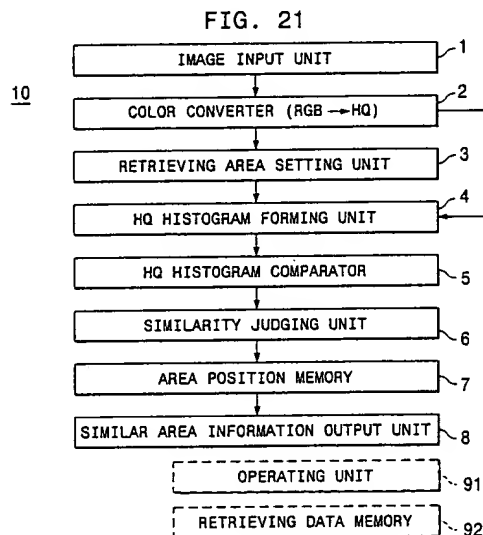 FIG. 21
10
IMAGE INPUT UNIT 1
COLOR CONVERTER (RGB → HQ) 2
RETRIEVING AREA SETTING UNIT 3
HQ HISTOGRAM FORMING UNIT 4
HQ HISTOGRAM COMPARATOR 5
SIMILARITY JUDGING UNIT 6
AREA POSITION MEMORY 7
SIMILAR AREA INFORMATION OUTPUT UNIT 8
OPERATING UNIT 91
RETRIEVING DATA MEMORY 92